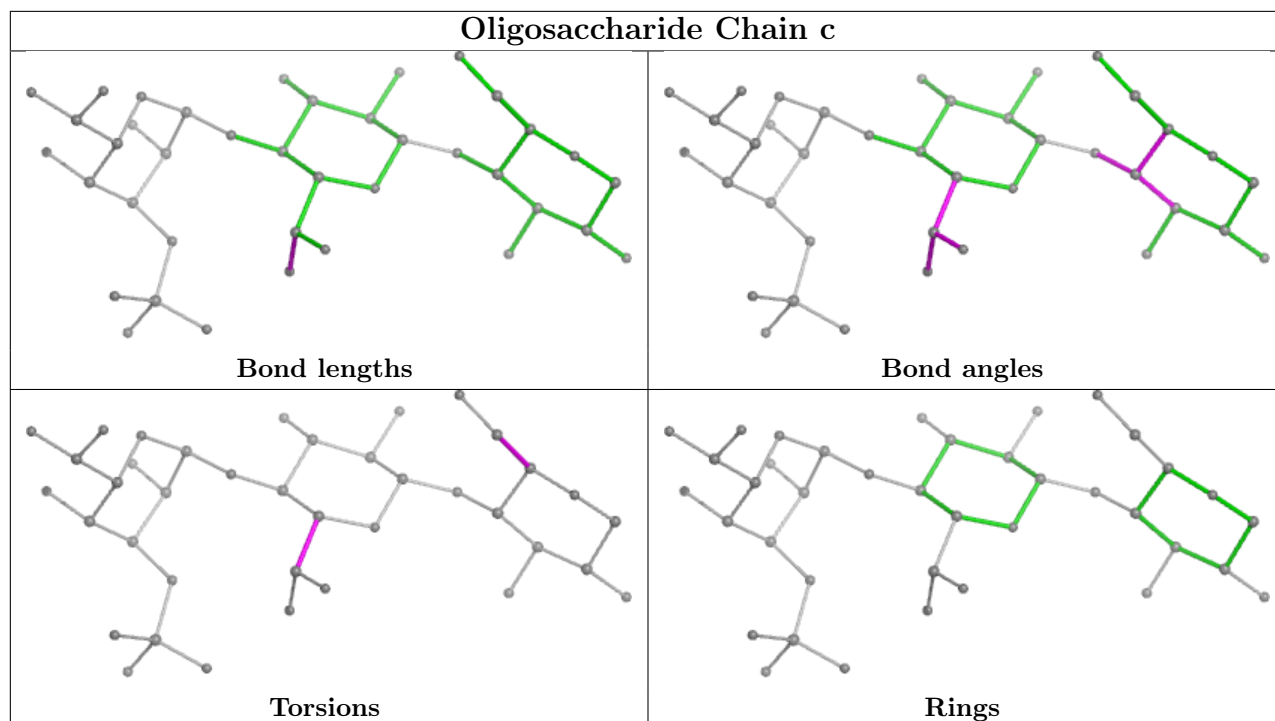 Oligosaccharide Chain c
Bond lengths
Bond angles
Torsions
Rings